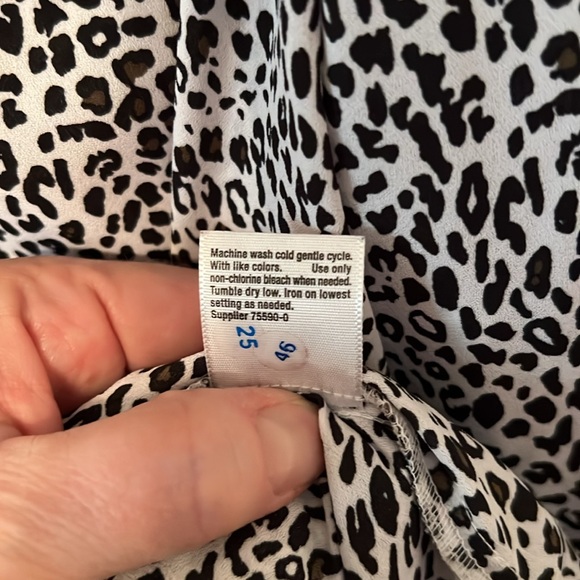 Machine wash cold gentle cycle.
With like colors. Use only
non-chlorine bleach when needed.
Tumble dry low. Iron on lowest
setting as needed.
Supplier 75590-0
25
46